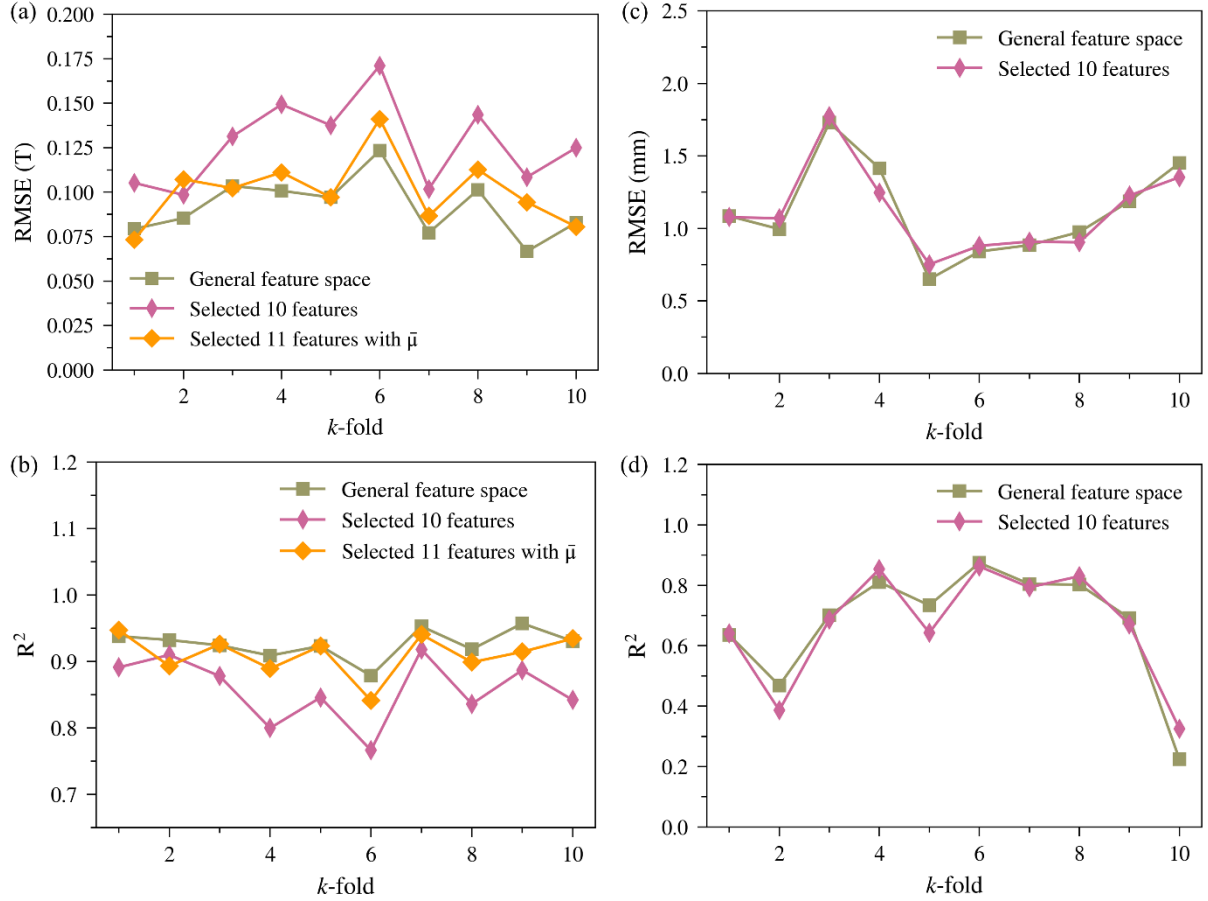 (a)
0.200
0.175
0.150
0.125
0.100
0.075
0.050
0.025
0.000
RMSE (T)
General feature space
Selected 10 features
Selected 11 features with μ̄
2 4 6 8 10
k-fold
(b)
1.2
1.1
1.0
0.9
0.8
0.7
R²
General feature space
Selected 10 features
Selected 11 features with μ̄
2 4 6 8 10
k-fold
(c)
2.5
2.0
1.5
1.0
0.5
0.0
RMSE (mm)
General feature space
Selected 10 features
2 4 6 8 10
k-fold
(d)
1.2
1.0
0.8
0.6
0.4
0.2
0.0
R²
General feature space
Selected 10 features
2 4 6 8 10
k-fold